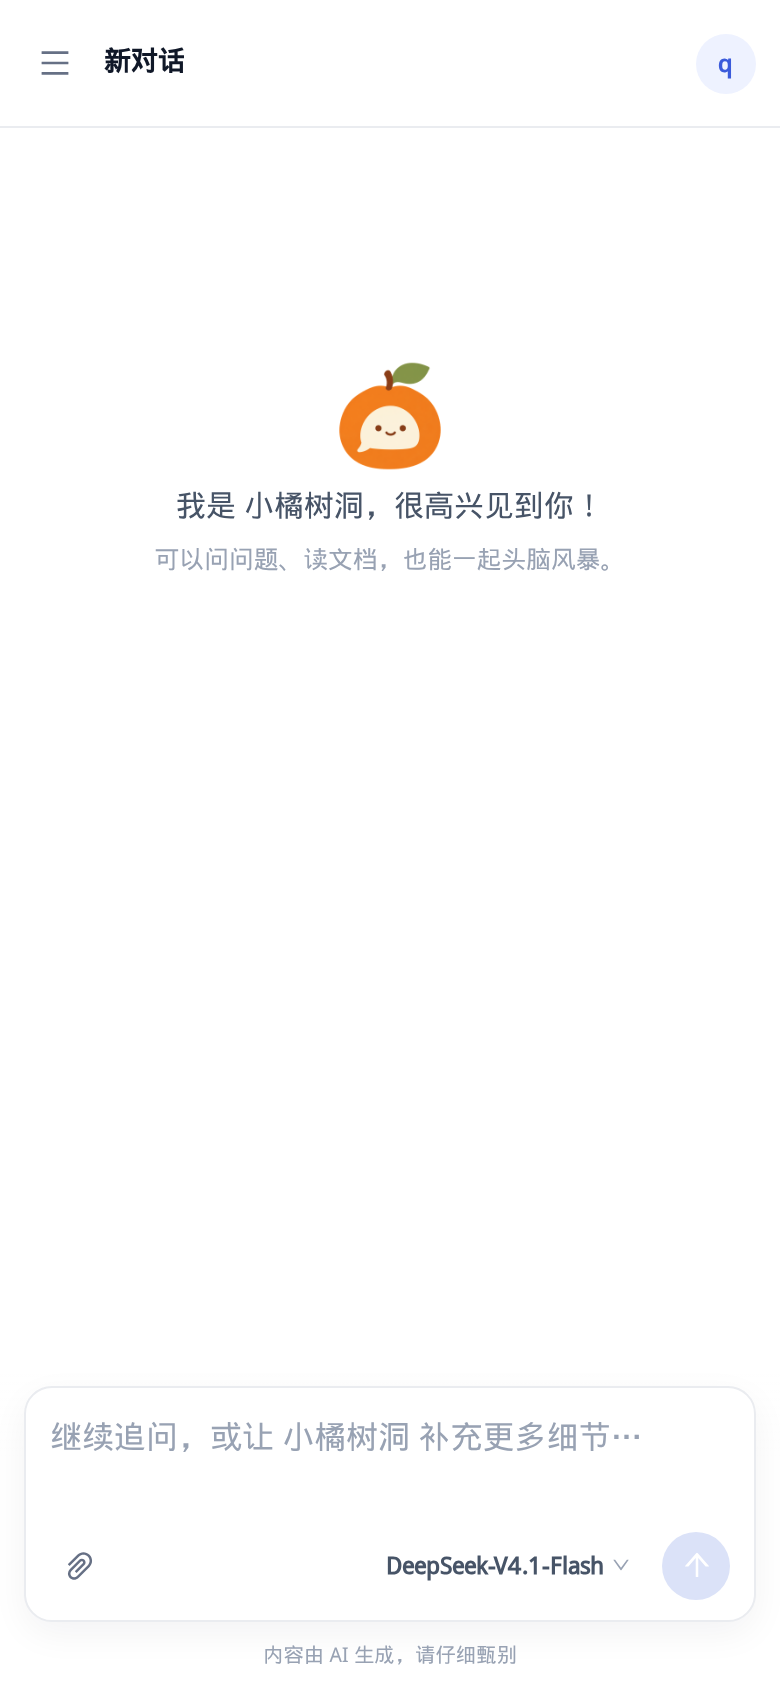 新对话
q
我是 小橘树洞，很高兴见到你！
可以问问题、读文档，也能一起头脑风暴。
继续追问，或让 小橘树洞 补充更多细节…
DeepSeek-V4.1-Flash
内容由 AI 生成，请仔细甄别